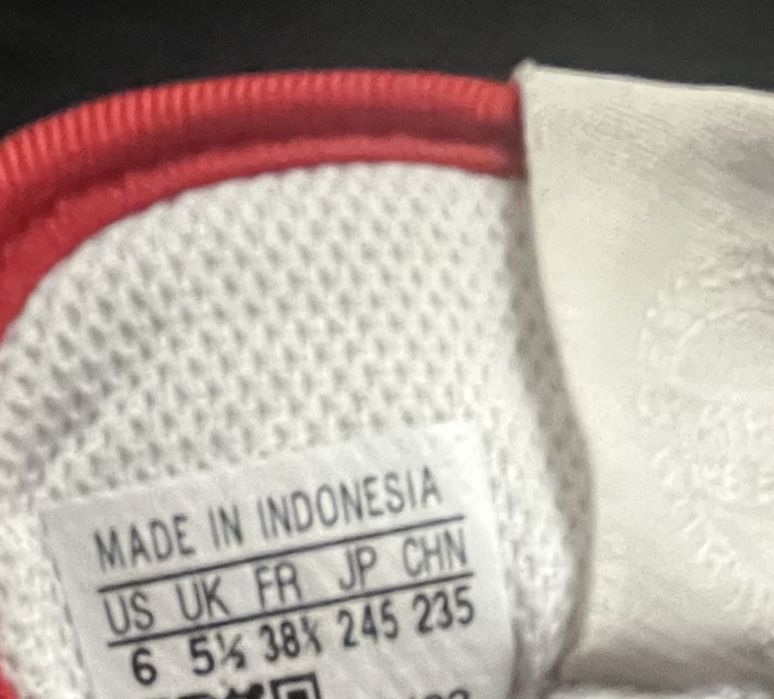 MADE IN INDONESIA
US UK FR JP CHN
6 5½ 38⅔ 245 235